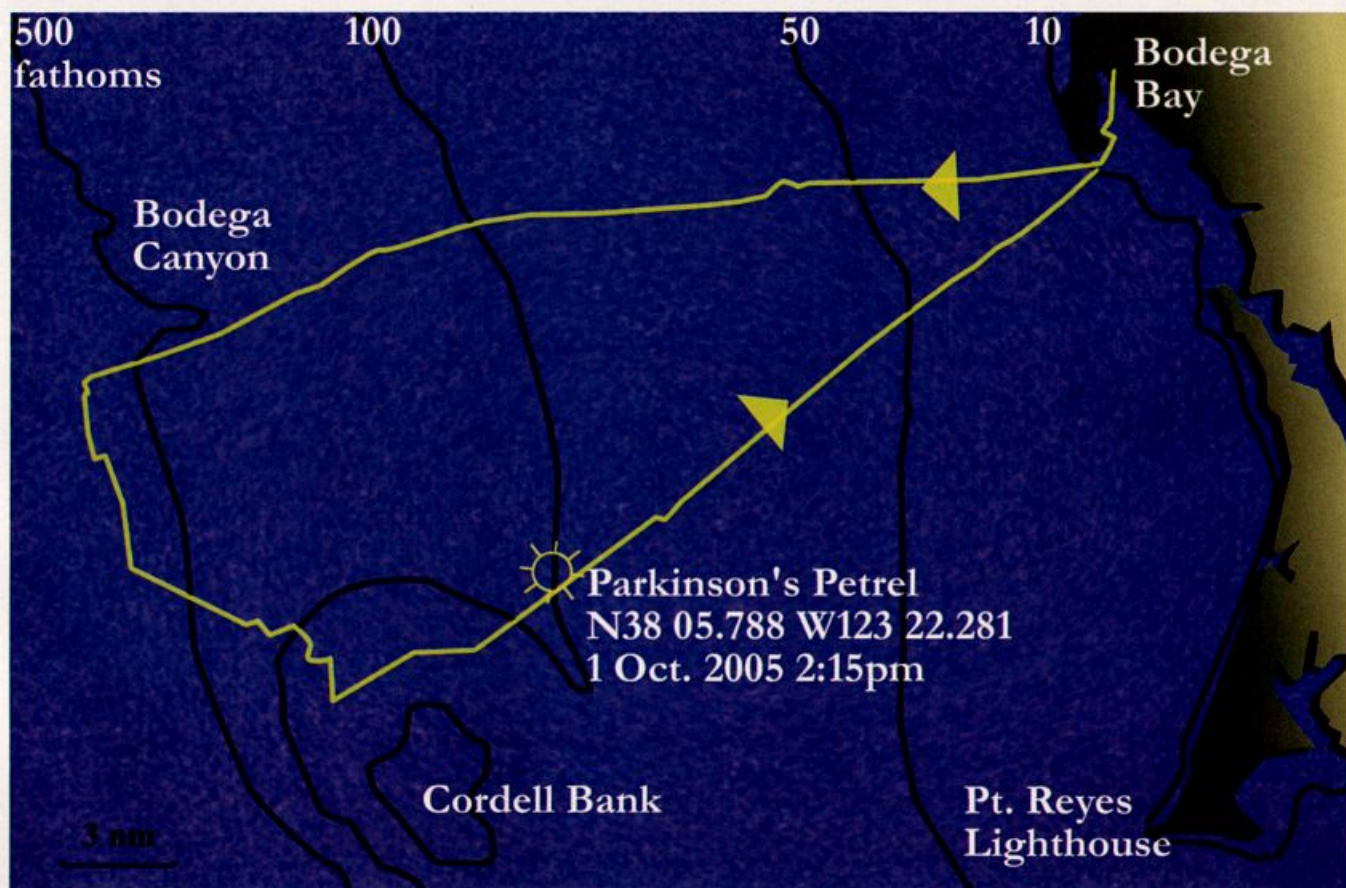 500
fathoms
100
50
10
Bodega
Bay
Bodega
Canyon
Parkinson's Petrel
N38 05.788 W123 22.281
1 Oct. 2005 2:15pm
Cordell Bank
Pt. Reyes
Lighthouse
3 nm